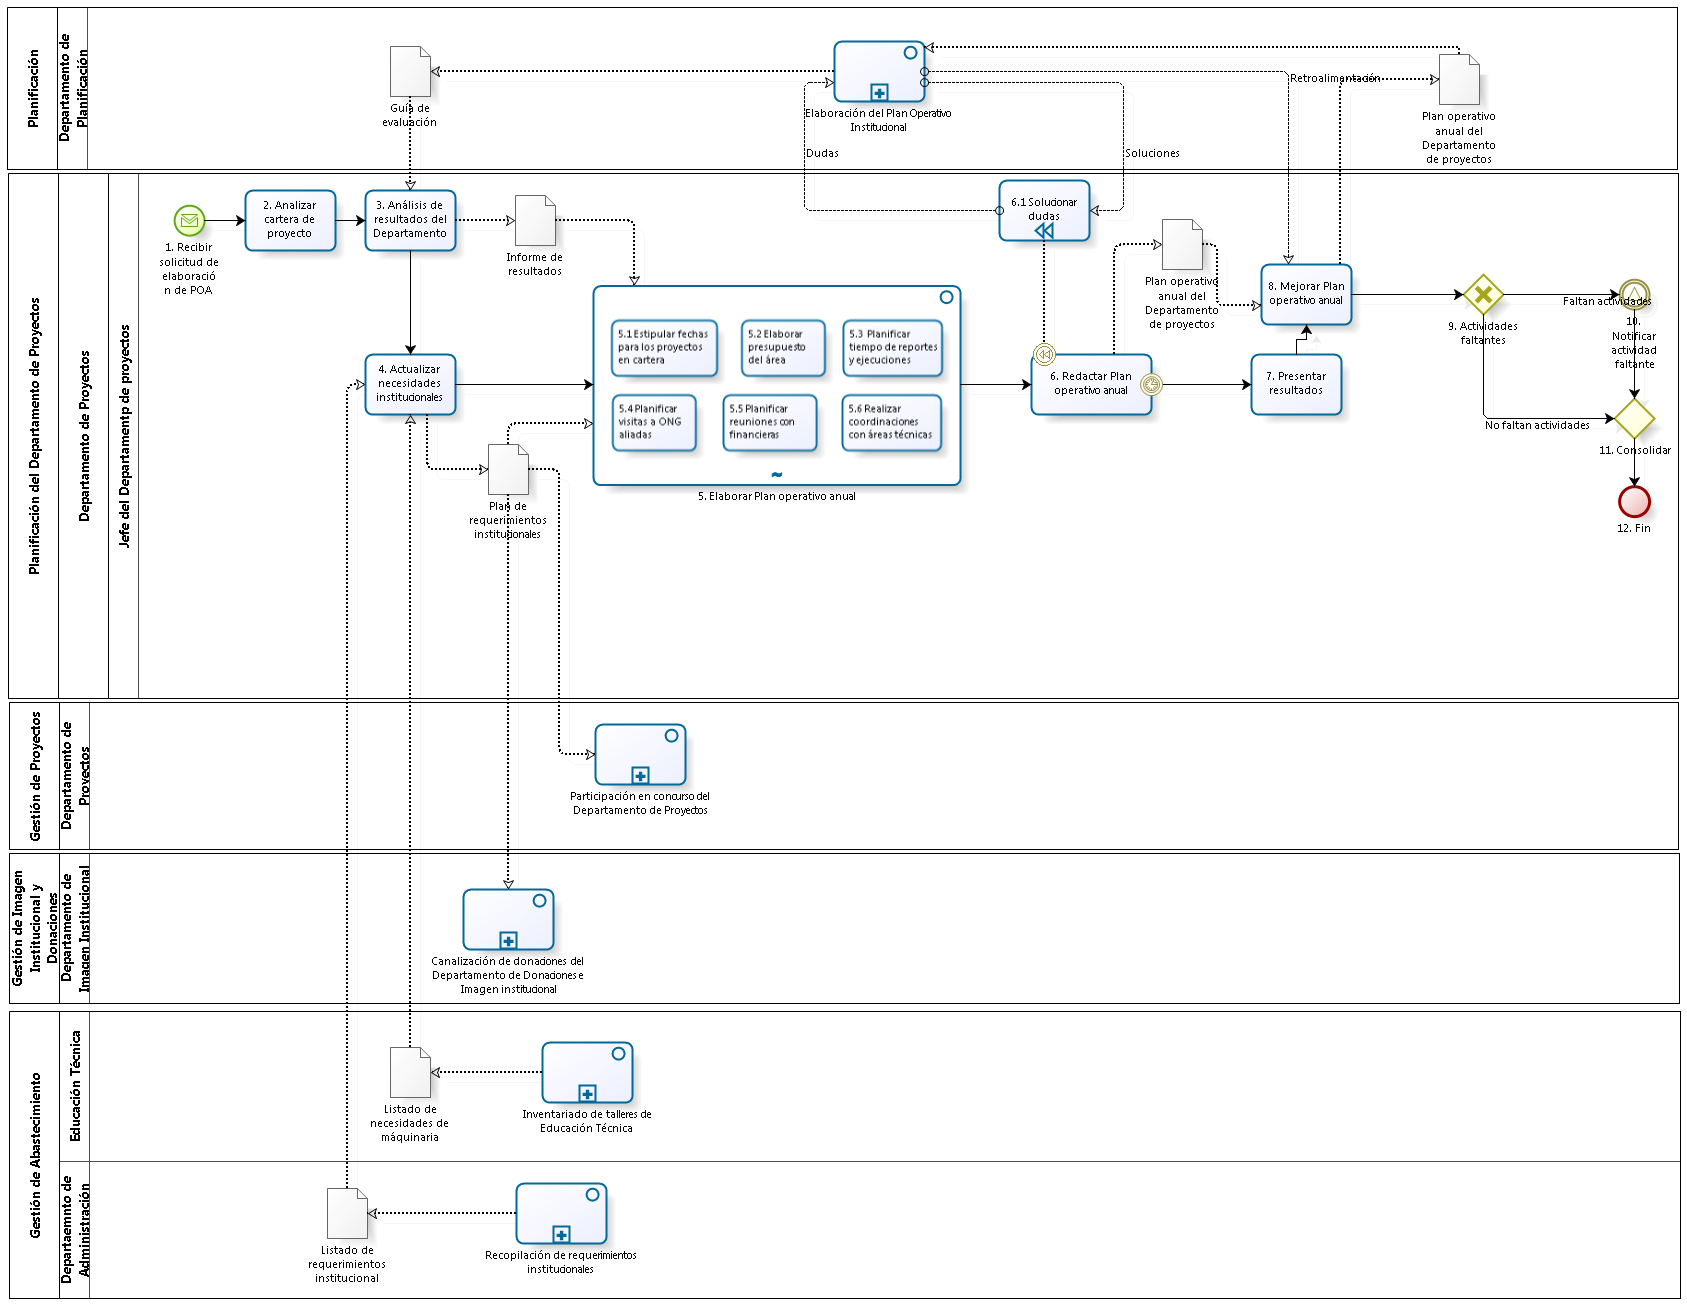 Planificación
Departamento de
Planificación
Guía de
evaluación
Elaboración del Plan Operativo
Institucional
Dudas
Soluciones
Retroalimentación
Plan operativo
anual del
Departamento
de proyectos
Planificación del Departamento de Proyectos
Departamento de Proyectos
Jefe del Departamentp de proyectos
1. Recibir
solicitud de
elaboració
n de POA
2. Analizar
cartera de
proyecto
3. Análisis de
resultados del
Departamento
Informe de
resultados
4. Actualizar
necesidades
institucionales
Plan de
requerimientos
institucionales
5.1 Estipular fechas
para los proyectos
en cartera
5.2 Elaborar
presupuesto
del área
5.3 Planificar
tiempo de reportes
y ejecuciones
5.4 Planificar
visitas a ONG
aliadas
5.5 Planificar
reuniones con
financieras
5.6 Realizar
coordinaciones
con áreas técnicas
5. Elaborar Plan operativo anual
6.1 Solucionar
dudas
6. Redactar Plan
operativo anual
Plan operativo
anual del
Departamento
de proyectos
7. Presentar
resultados
8. Mejorar Plan
operativo anual
9. Actividades
faltantes
Faltan actividades
10.
Notificar
actividad
faltante
No faltan actividades
11. Consolidar
12. Fin
Gestión de Proyectos
Departamento de
Proyectos
Participación en concurso del
Departamento de Proyectos
Gestión de Imagen
Institucional y
Donaciones
Departamento de
Imagen Institucional
Canalización de donaciones del
Departamento de Donaciones e
Imagen institucional
Gestión de Abastecimiento
Educación Técnica
Listado de
necesidades de
máquinaria
Inventariado de talleres de
Educación Técnica
Departaemnto de
Administración
Listado de
requerimientos
institucional
Recopilación de requerimientos
institucionales